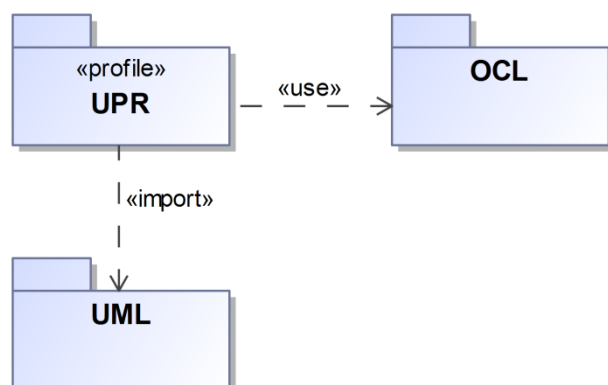 «profile»
UPR
«use»
OCL
«import»
UML